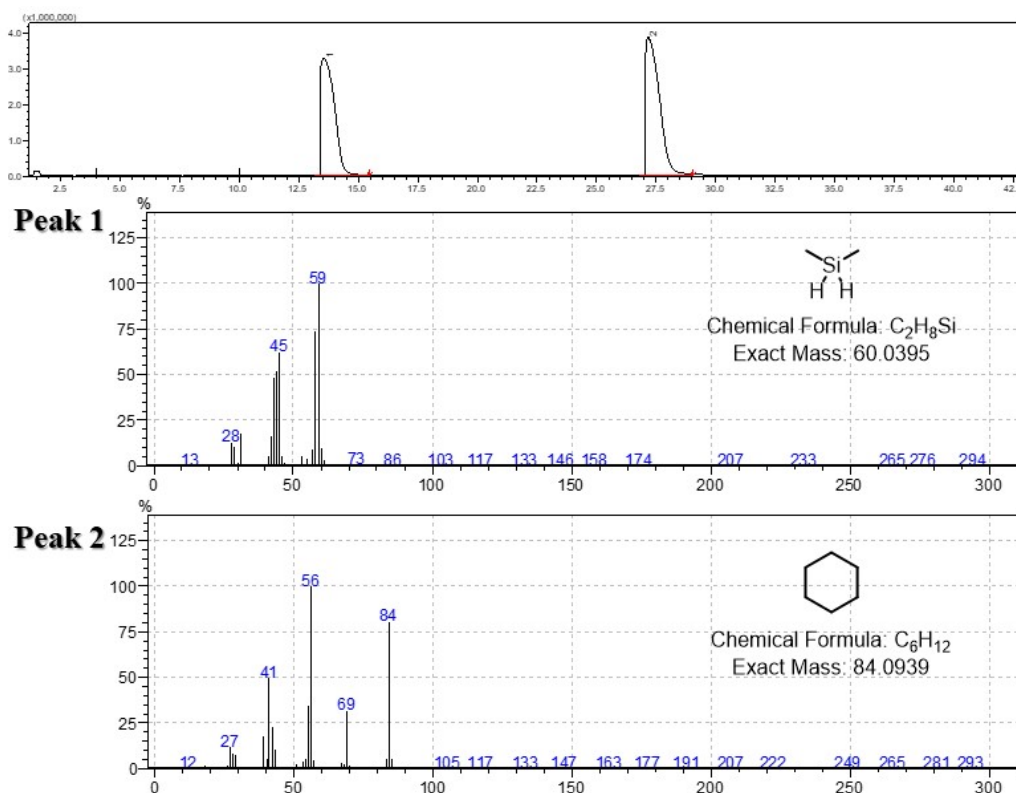 (x1,000,000)
4.0
3.0
2.0
1.0
0.0
1
2
2.5 5.0 7.5 10.0 12.5 15.0 17.5 20.0 22.5 25.0 27.5 30.0 32.5 35.0 37.5 40.0
Peak 1
%
125
100
75
50
25
0
59
45
28
13 73 86 103 117 133 146 158 174 207 233 265 276 294
0 50 100 150 200 250 300
Si
H H
Chemical Formula: C₂H₈Si
Exact Mass: 60.0395
Peak 2
%
125
100
75
50
25
0
56
84
41
69
27
12 105 117 133 147 163 177 191 207 222 249 265 281 293
0 50 100 150 200 250 300
Chemical Formula: C₆H₁₂
Exact Mass: 84.0939